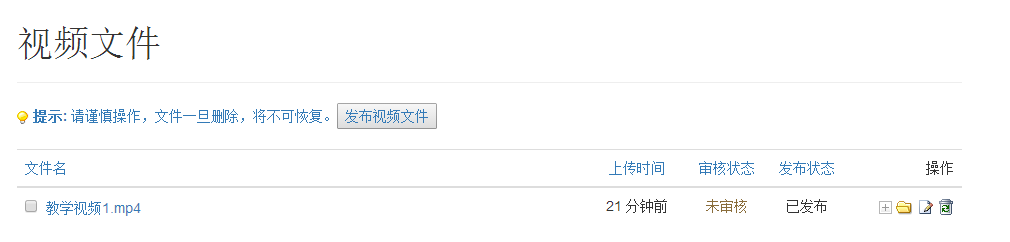 视频文件
提示: 请谨慎操作，文件一旦删除，将不可恢复。 发布视频文件
文件名 上传时间 审核状态 发布状态 操作
教学视频1.mp4 21 分钟前 未审核 已发布